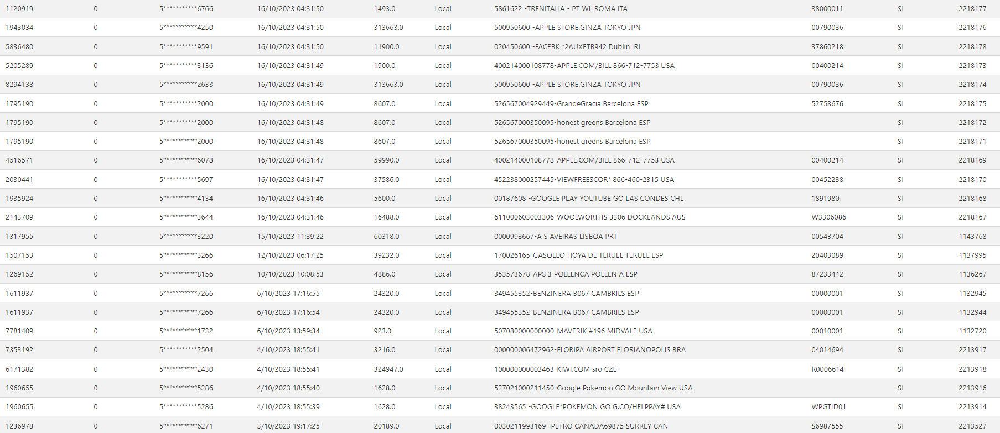 1120919 0 5***********6766 16/10/2023 04:31:50 1493.0 Local 5861622 -TRENITALIA - PT WL ROMA ITA 38000011 SI 2218177
1943034 0 5***********4250 16/10/2023 04:31:50 313663.0 Local 500950600 -APPLE STORE.GINZA TOKYO JPN 00790036 SI 2218176
5836480 0 5***********9591 16/10/2023 04:31:50 11900.0 Local 020450600 -FACEBK *2AUXETB942 Dublin IRL 37860218 SI 2218178
5205289 0 5***********3136 16/10/2023 04:31:49 1900.0 Local 400214000108778-APPLE.COM/BILL 866-712-7753 USA 00400214 SI 2218173
8294138 0 5***********2633 16/10/2023 04:31:49 313663.0 Local 500950600 -APPLE STORE.GINZA TOKYO JPN 00790036 SI 2218174
1795190 0 5***********2000 16/10/2023 04:31:49 8607.0 Local 526567004929449-GrandeGracia Barcelona ESP 52758676 SI 2218175
1795190 0 5***********2000 16/10/2023 04:31:48 8607.0 Local 526567000350095-honest greens Barcelona ESP SI 2218172
1795190 0 5***********2000 16/10/2023 04:31:48 8607.0 Local 526567000350095-honest greens Barcelona ESP SI 2218171
4516571 0 5***********6078 16/10/2023 04:31:47 59990.0 Local 400214000108778-APPLE.COM/BILL 866-712-7753 USA 00400214 SI 2218169
2030441 0 5***********5697 16/10/2023 04:31:47 37586.0 Local 452238000257445-VIEWFREESCOR* 866-460-2315 USA 00452238 SI 2218170
1935924 0 5***********4134 16/10/2023 04:31:46 5600.0 Local 00187608 -GOOGLE PLAY YOUTUBE GO LAS CONDES CHL 1891980 SI 2218168
2143709 0 5***********3644 16/10/2023 04:31:46 16488.0 Local 611000603003306-WOOLWORTHS 3306 DOCKLANDS AUS W3306086 SI 2218167
1317955 0 5***********3220 15/10/2023 11:39:22 60318.0 Local 0000993667-A S AVEIRAS LISBOA PRT 00543704 SI 1143768
1507153 0 5***********3266 12/10/2023 06:17:25 39232.0 Local 170026165-GASOLEO HOYA DE TERUEL TERUEL ESP 20403089 SI 1137995
1269152 0 5***********8156 10/10/2023 10:08:53 4886.0 Local 353573678-APS 3 POLLENCA POLLEN A ESP 87233442 SI 1136267
1611937 0 5***********7266 6/10/2023 17:16:55 24320.0 Local 349455352-BENZINERA B067 CAMBRILS ESP 00000001 SI 1132945
1611937 0 5***********7266 6/10/2023 17:16:54 24320.0 Local 349455352-BENZINERA B067 CAMBRILS ESP 00000001 SI 1132944
7781409 0 5***********1732 6/10/2023 13:59:34 923.0 Local 507080000000000-MAVERIK #196 MIDVALE USA 00010001 SI 1132720
7353192 0 5***********2504 4/10/2023 18:55:41 3216.0 Local 000000006472962-FLORIPA AIRPORT FLORIANOPOLIS BRA 04014694 SI 2213917
6171382 0 5***********2430 4/10/2023 18:55:41 324947.0 Local 100000000003463-KIWI.COM sro CZE R0006614 SI 2213918
1960655 0 5***********5286 4/10/2023 18:55:40 1628.0 Local 527021000211450-Google Pokemon GO Mountain View USA SI 2213916
1960655 0 5***********5286 4/10/2023 18:55:39 1628.0 Local 38243565 -GOOGLE*POKEMON GO G.CO/HELPPAY# USA WPGTID01 SI 2213914
1236978 0 5***********6271 3/10/2023 19:17:25 20189.0 Local 0030211993169 -PETRO CANADA69875 SURREY CAN S6987555 SI 2213527